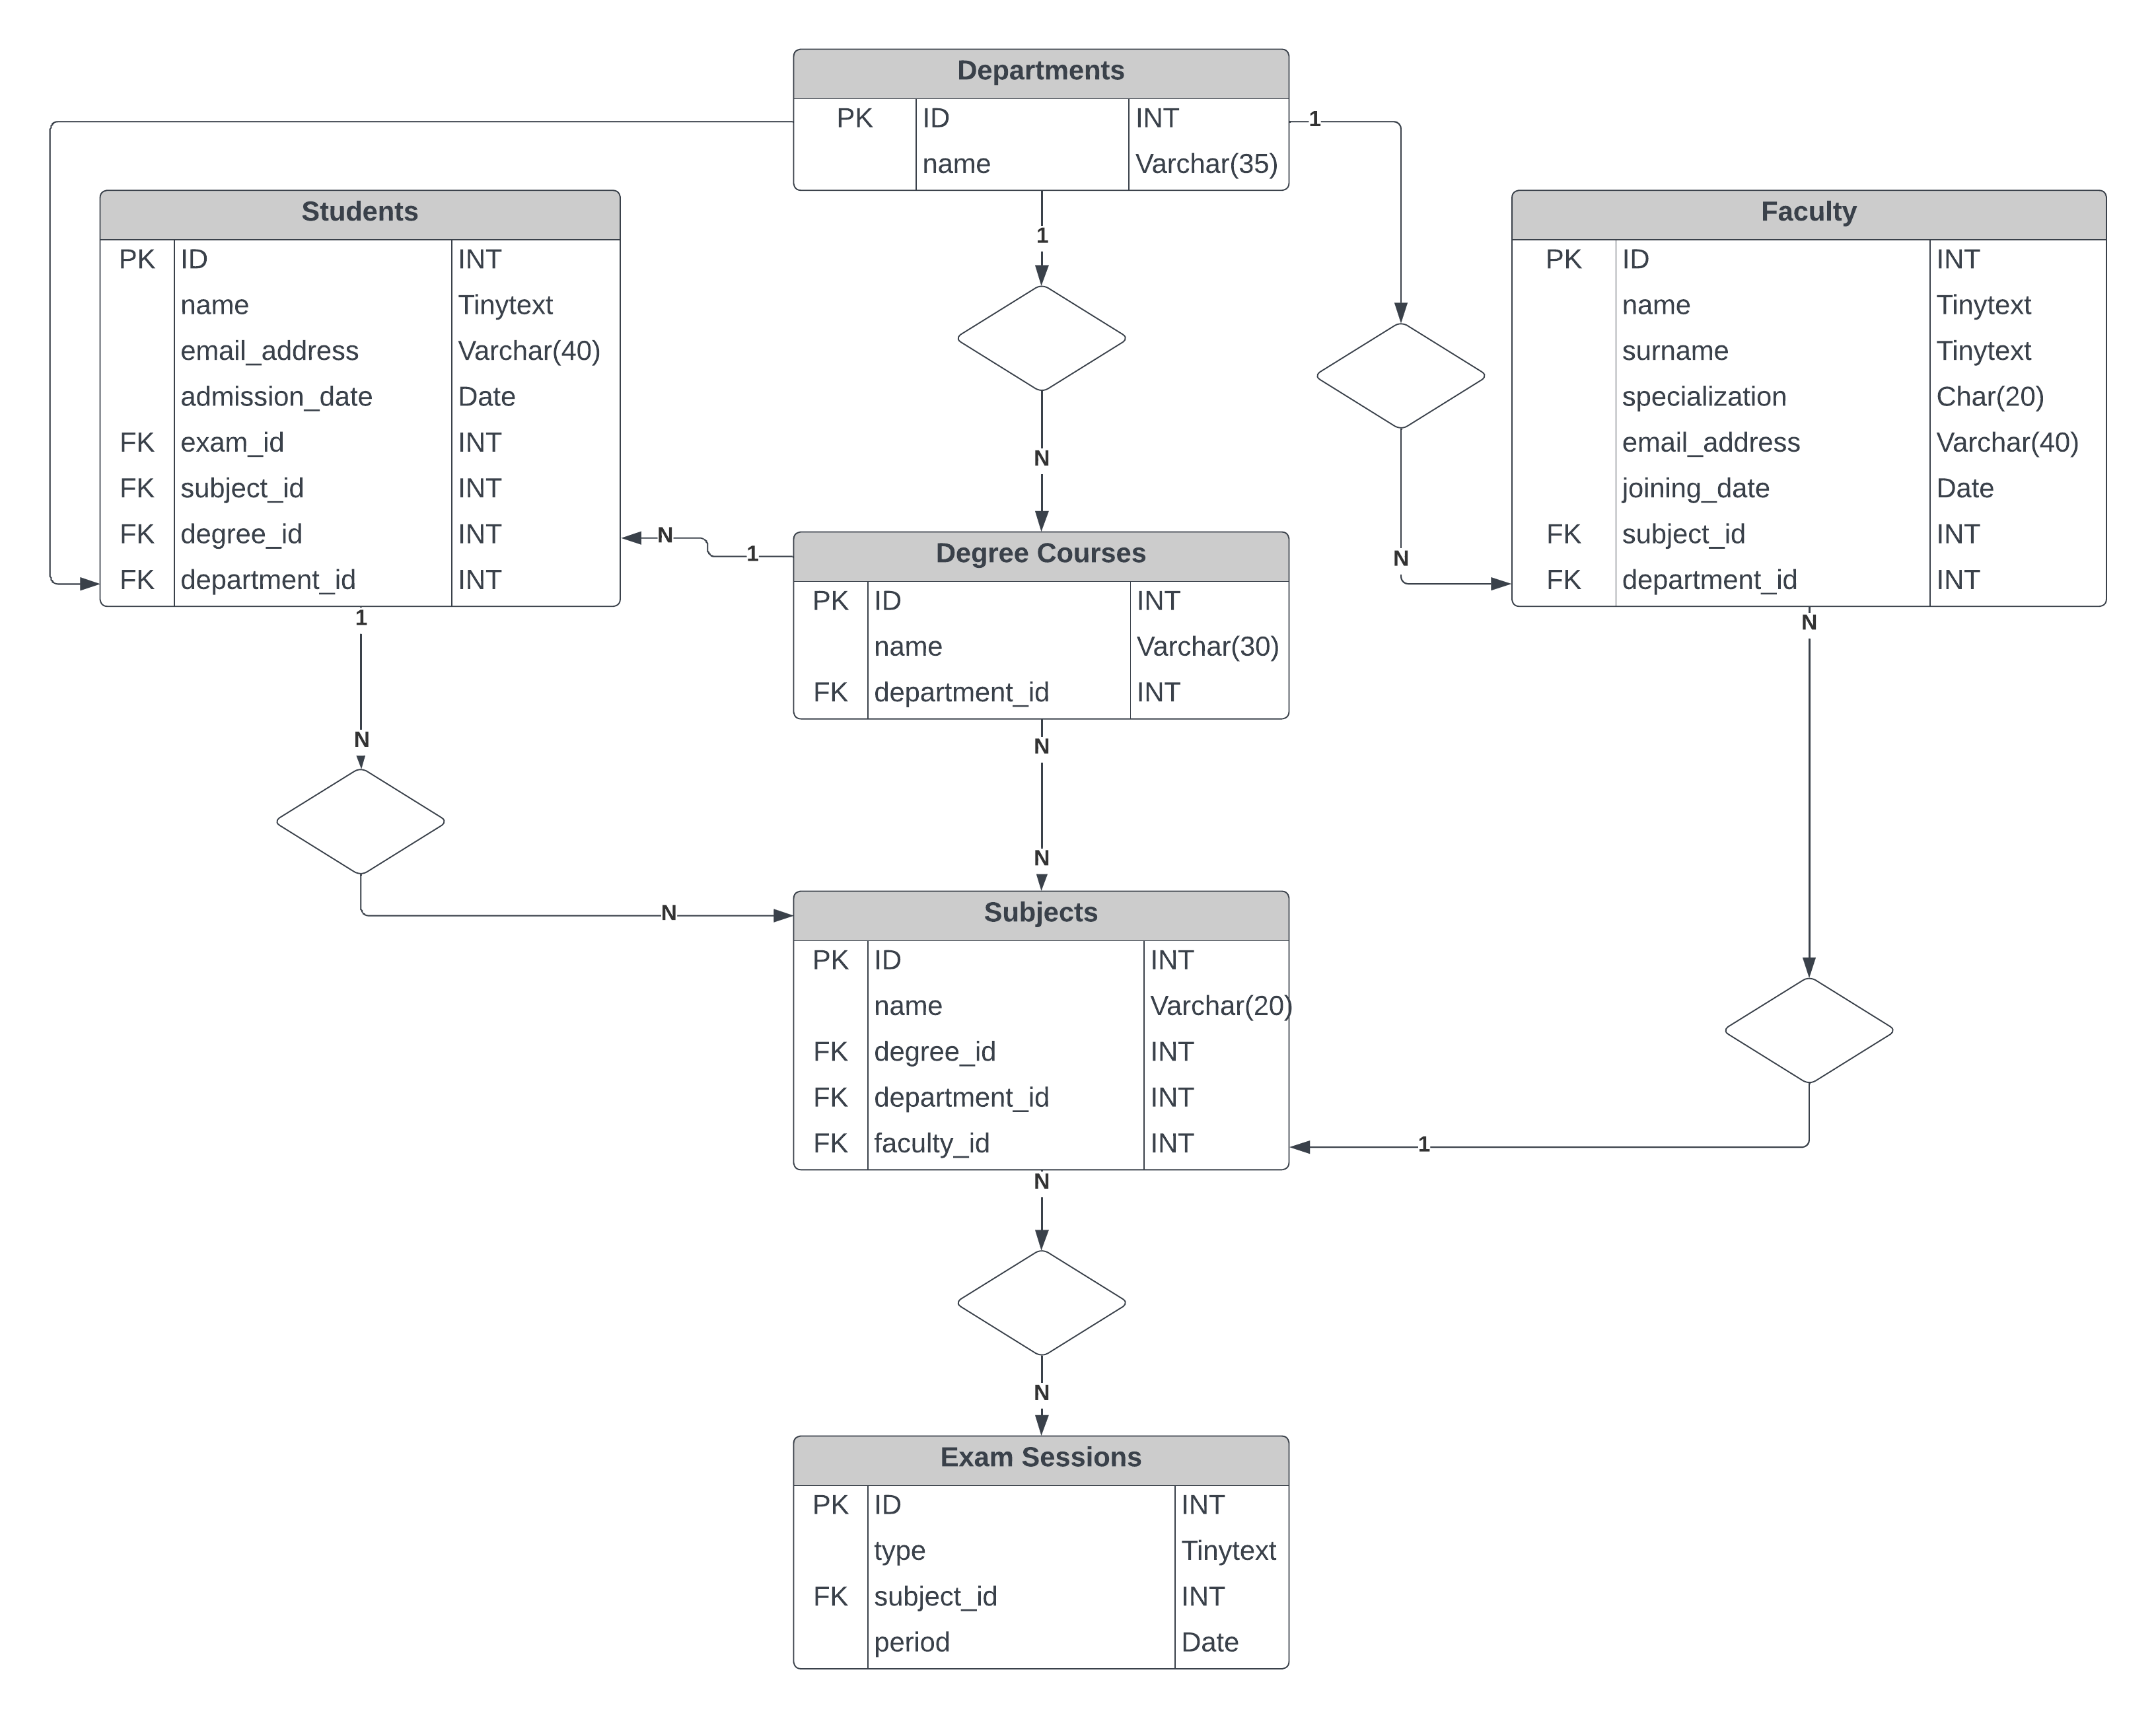 Departments
PK ID INT
name Varchar(35)
1
1
Students
PK ID INT
name Tinytext
email_address Varchar(40)
admission_date Date
FK exam_id INT
FK subject_id INT
FK degree_id INT
FK department_id INT
Faculty
PK ID INT
name Tinytext
surname Tinytext
specialization Char(20)
email_address Varchar(40)
joining_date Date
FK subject_id INT
FK department_id INT
N
N
N
1
Degree Courses
PK ID INT
name Varchar(30)
FK department_id INT
1
N
N
N
N
N
Subjects
PK ID INT
name Varchar(20)
FK degree_id INT
FK department_id INT
FK faculty_id INT
1
N
N
Exam Sessions
PK ID INT
type Tinytext
FK subject_id INT
period Date